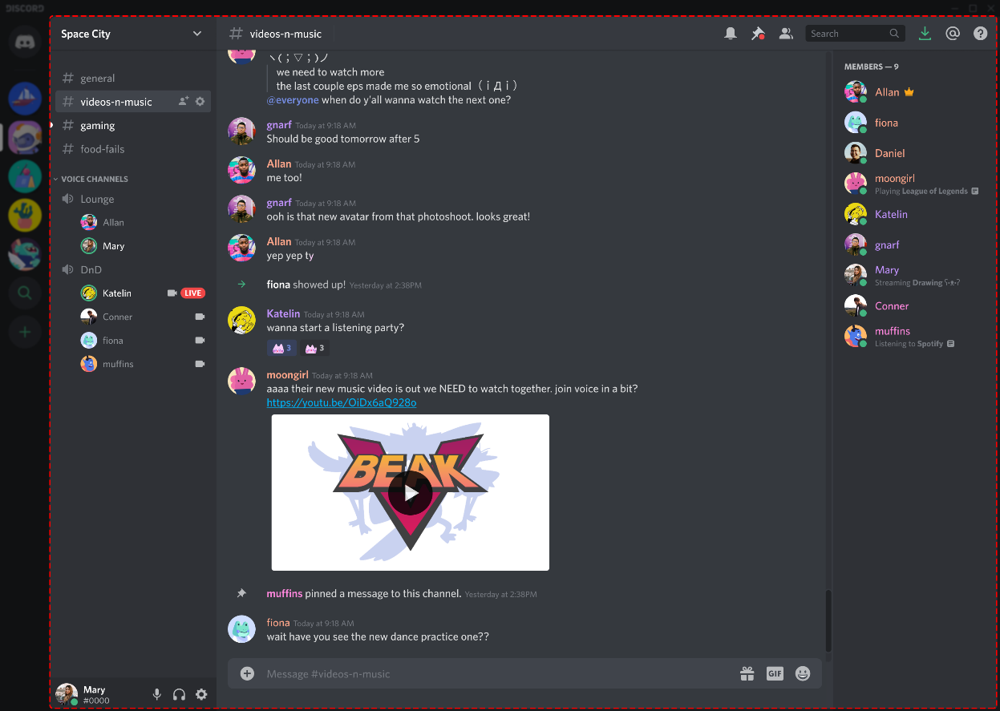 DISCORD
Space City
general
videos-n-music
gaming
food-fails
VOICE CHANNELS
Lounge
Allan
Mary
DnD
Katelin LIVE
Conner
fiona
muffins
Mary
#0000
videos-n-music
Search
ヽ(；▽；)ノ
we need to watch more
the last couple eps made me so emotional （ｉДｉ）
@everyone when do y'all wanna watch the next one?
gnarf Today at 9:18 AM
Should be good tomorrow after 5
Allan Today at 9:18 AM
me too!
gnarf Today at 9:18 AM
ooh is that new avatar from that photoshoot. looks great!
Allan Today at 9:18 AM
yep yep ty
fiona showed up! Yesterday at 2:38PM
Katelin Today at 9:18 AM
wanna start a listening party?
3 3
moongirl Today at 9:18 AM
aaaa their new music video is out we NEED to watch together. join voice in a bit?
https://youtu.be/OiDx6aQ928o
BEAK
muffins pinned a message to this channel. Yesterday at 2:38PM
fiona Today at 9:18 AM
wait have you see the new dance practice one??
Message #videos-n-music
GIF
MEMBERS — 9
Allan
fiona
Daniel
moongirl
Playing League of Legends
Katelin
gnarf
Mary
Streaming Drawing ʕ•ᴥ•ʔ
Conner
muffins
Listening to Spotify